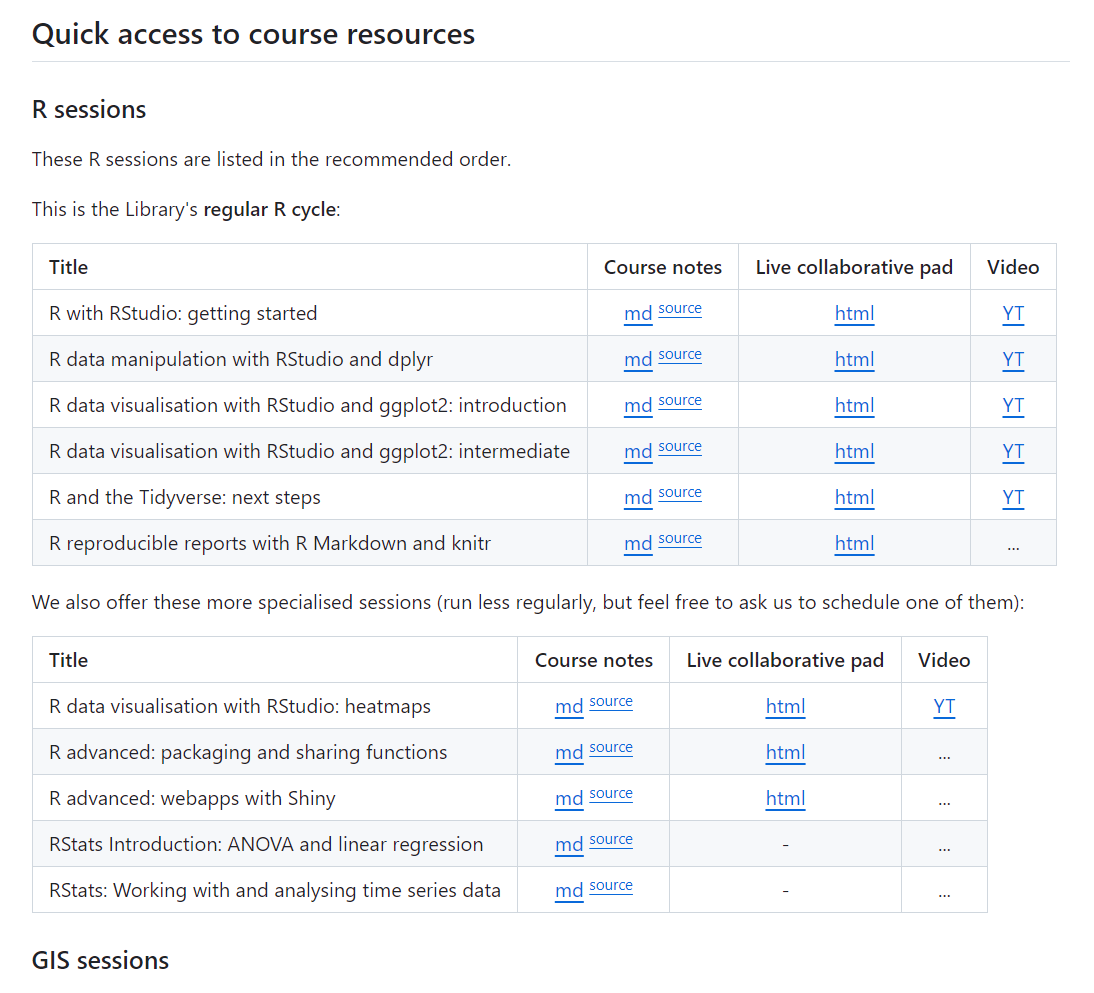 Quick access to course resources
R sessions
These R sessions are listed in the recommended order.
This is the Library's regular R cycle:
Title Course notes Live collaborative pad Video
R with RStudio: getting started md source html YT
R data manipulation with RStudio and dplyr md source html YT
R data visualisation with RStudio and ggplot2: introduction md source html YT
R data visualisation with RStudio and ggplot2: intermediate md source html YT
R and the Tidyverse: next steps md source html YT
R reproducible reports with R Markdown and knitr md source html ...
We also offer these more specialised sessions (run less regularly, but feel free to ask us to schedule one of them):
Title Course notes Live collaborative pad Video
R data visualisation with RStudio: heatmaps md source html YT
R advanced: packaging and sharing functions md source html ...
R advanced: webapps with Shiny md source html ...
RStats Introduction: ANOVA and linear regression md source - ...
RStats: Working with and analysing time series data md source - ...
GIS sessions